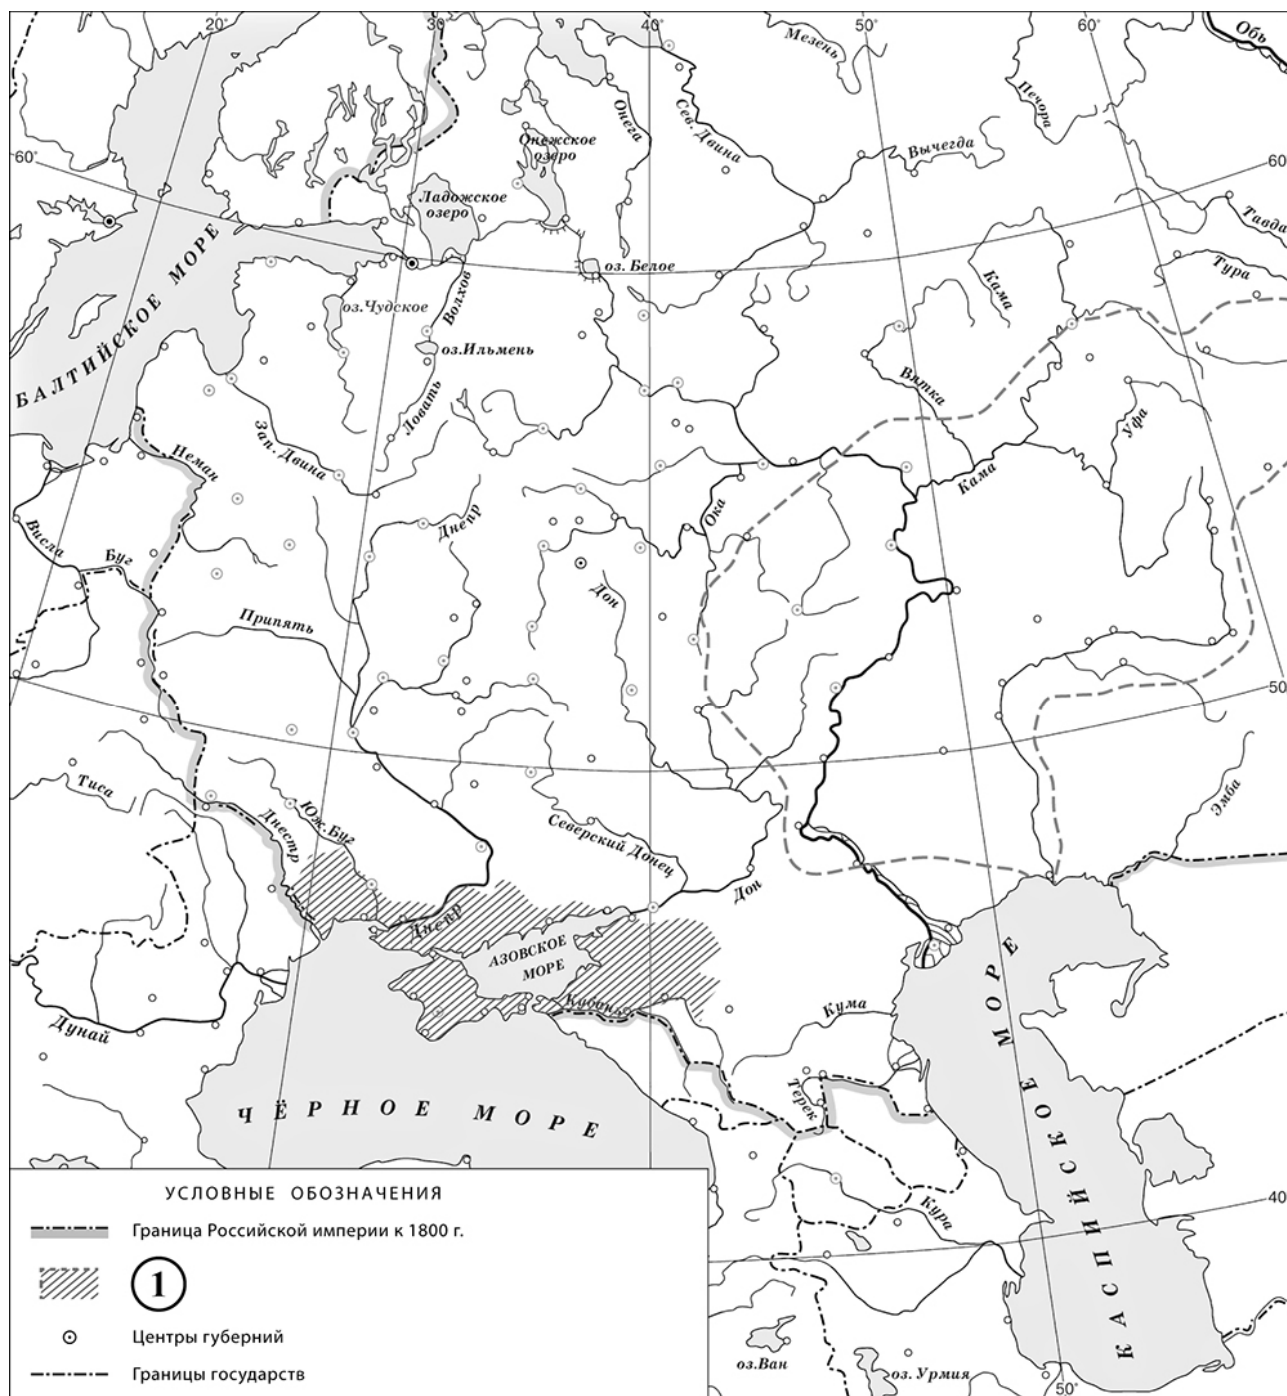 20°
30°
40°
50°
60°
Обь
Мезень
Печора
Онега
Сев. Двина
Вычегда
Онежское
озеро
60°
60°
Ладожское
озеро
Тавда
БАЛТИЙСКОЕ МОРЕ
оз. Белое
Тура
Кама
оз.Чудское
Волхов
оз.Ильмень
Вятка
Ловать
Уфа
Зап. Двина
Неман
Кама
Ока
Днепр
Висла
Буг
Дон
Припять
50°
Тиса
Эмба
Днестр
Юж. Буг
Северский Донец
Дон
Днепр
АЗОВСКОЕ
МОРЕ
Кубань
Кума
Дунай
ЧЁРНОЕ МОРЕ
Терек
КАСПИЙСКОЕ МОРЕ
УСЛОВНЫЕ ОБОЗНАЧЕНИЯ
Граница Российской империи к 1800 г.
1
Центры губерний
Границы государств
Кура
40°
оз.Ван
оз. Урмия
50°